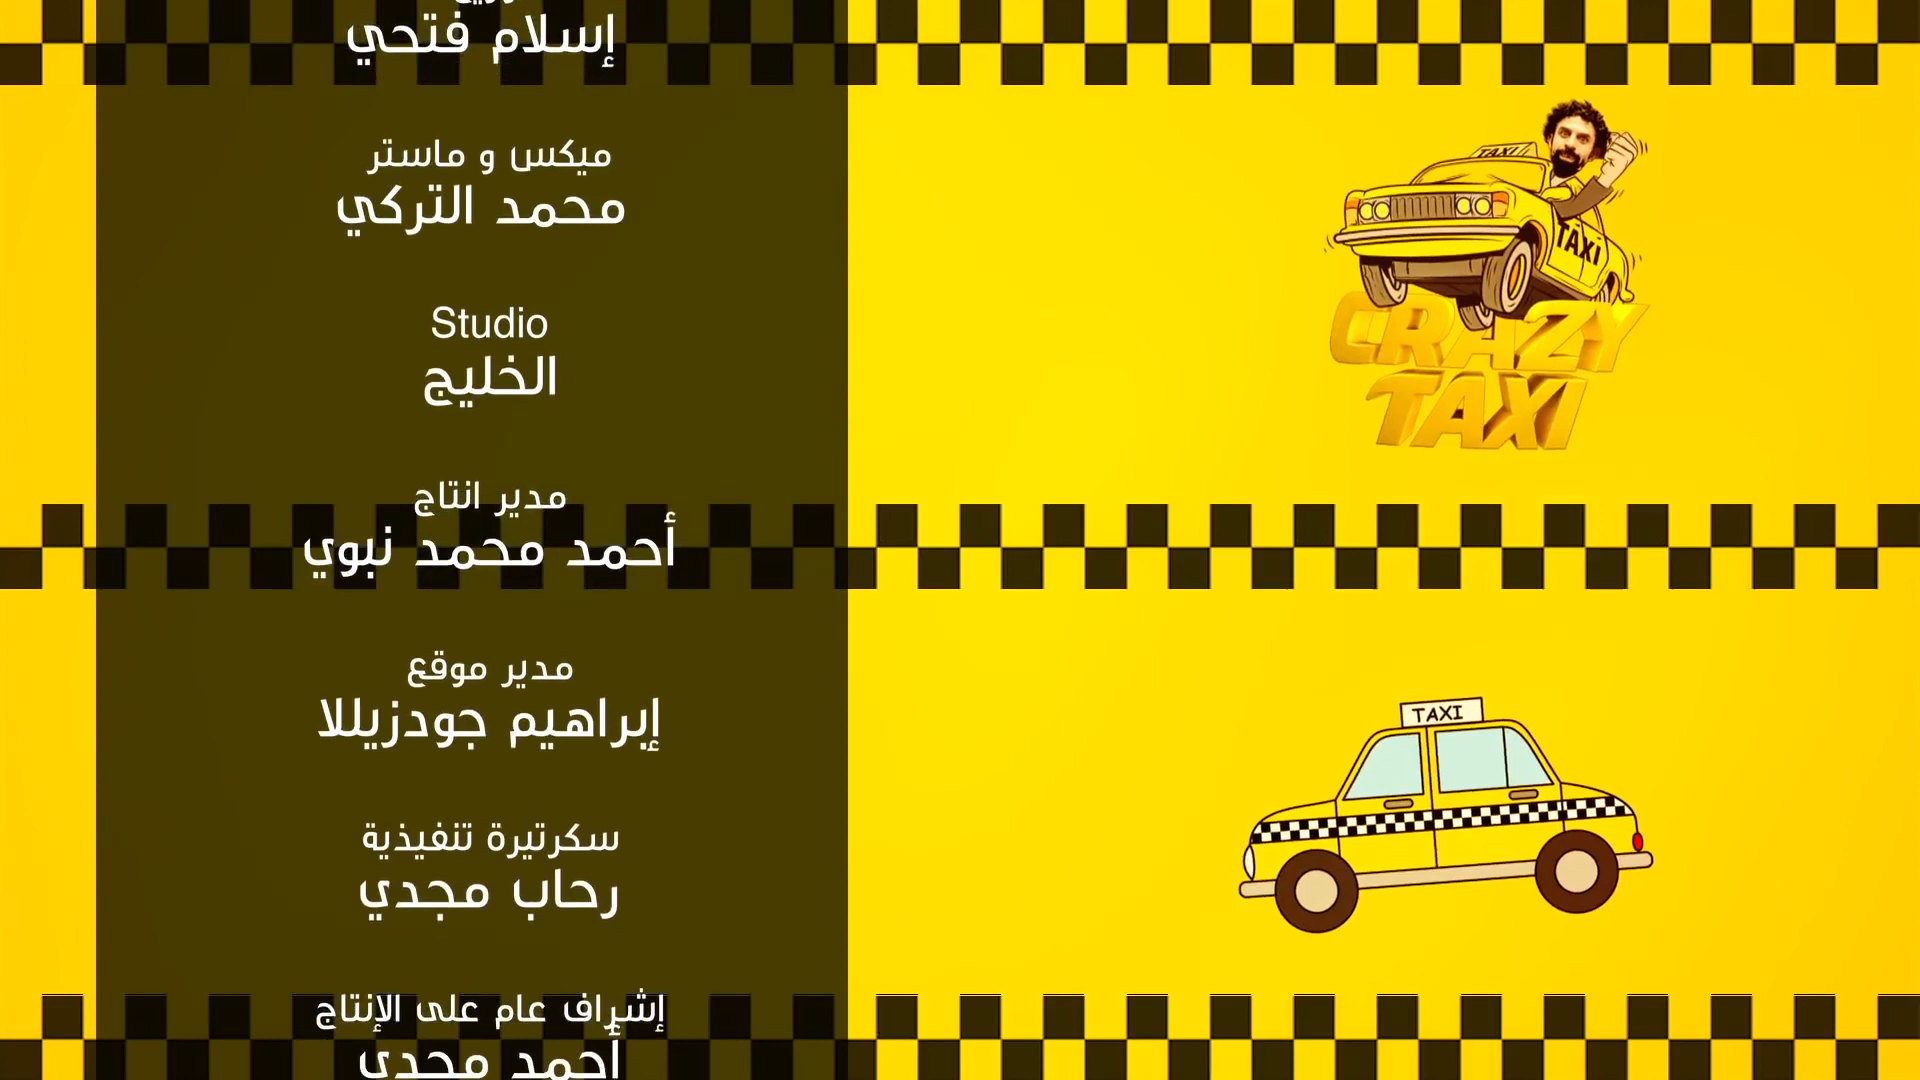 إسلام فتحي
ميكس و ماستر
محمد التركي
Studio
الخليج
مدير انتاج
أحمد محمد نبوي
مدير موقع
إبراهيم جودزيللا
سكرتيرة تنفيذية
رحاب مجدي
إشراف عام على الإنتاج
أحمد مجدي
TAXI
TAXI
CRAZY
TAXI
TAXI